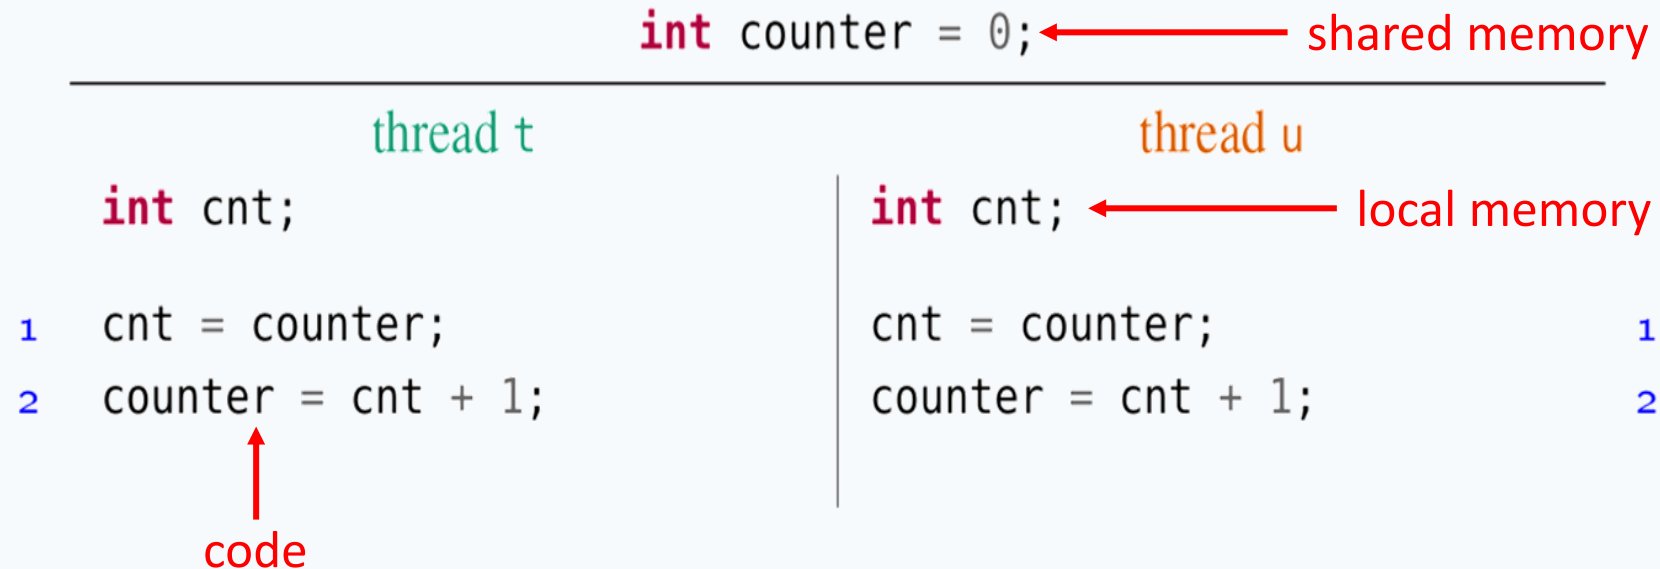 int counter = 0; shared memory
thread t thread u
int cnt; int cnt; local memory
1 cnt = counter; cnt = counter; 1
2 counter = cnt + 1; counter = cnt + 1; 2
code